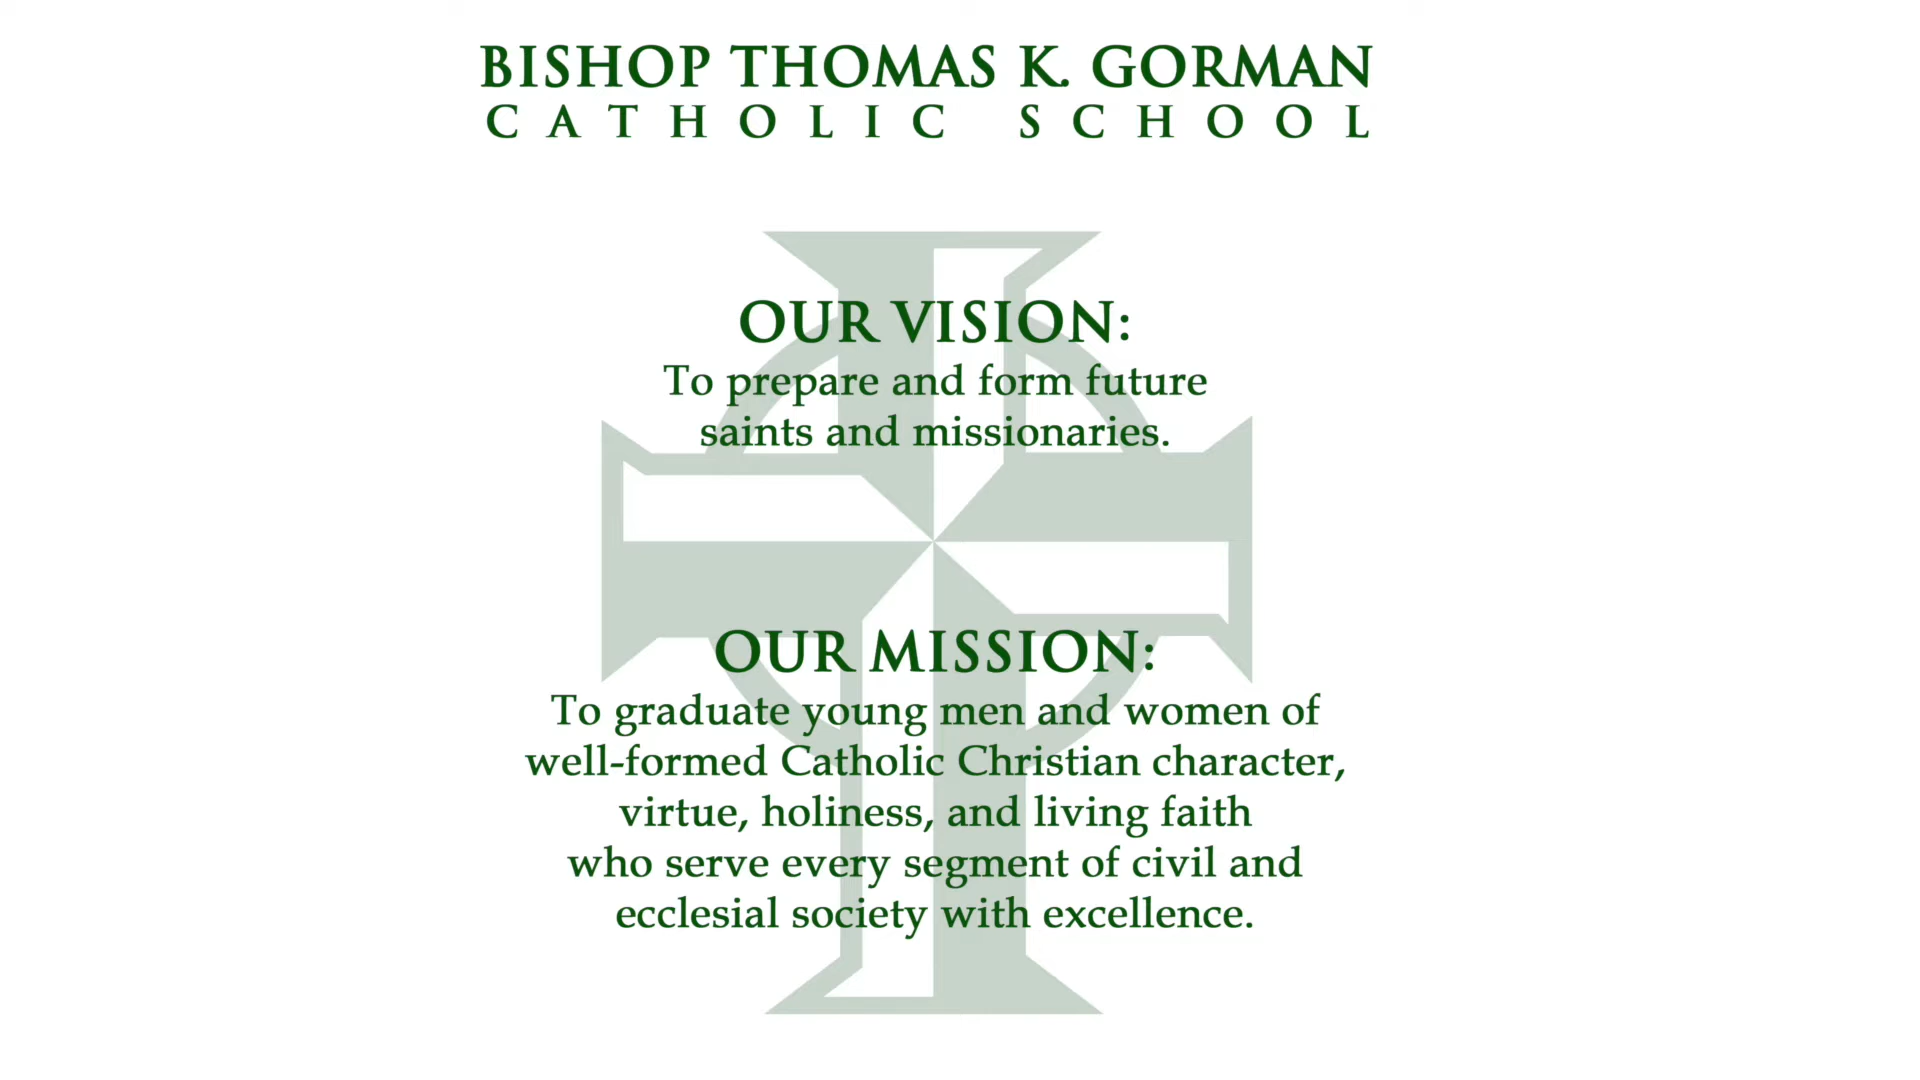 BISHOP THOMAS K. GORMAN
CATHOLIC SCHOOL
OUR VISION:
To prepare and form future
saints and missionaries.
OUR MISSION:
To graduate young men and women of
well-formed Catholic Christian character,
virtue, holiness, and living faith
who serve every segment of civil and
ecclesial society with excellence.